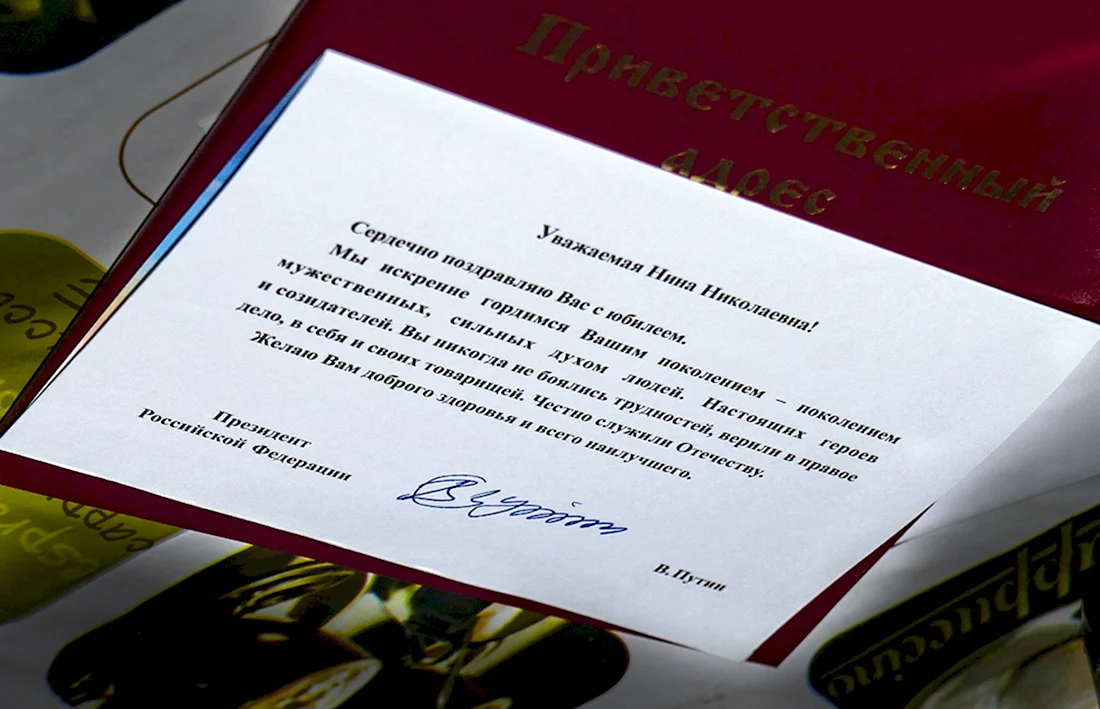 Приветственный
адрес
Уважаемая Нина Николаевна!
Сердечно поздравляю Вас с юбилеем.
Мы искренне гордимся Вашим поколением – поколением
мужественных, сильных духом людей. Настоящих героев
и созидателей. Вы никогда не боялись трудностей, верили в правое
дело, в себя и своих товарищей. Честно служили Отечеству.
Желаю Вам доброго здоровья и всего наилучшего.
Президент
Российской Федерации
В.Путин